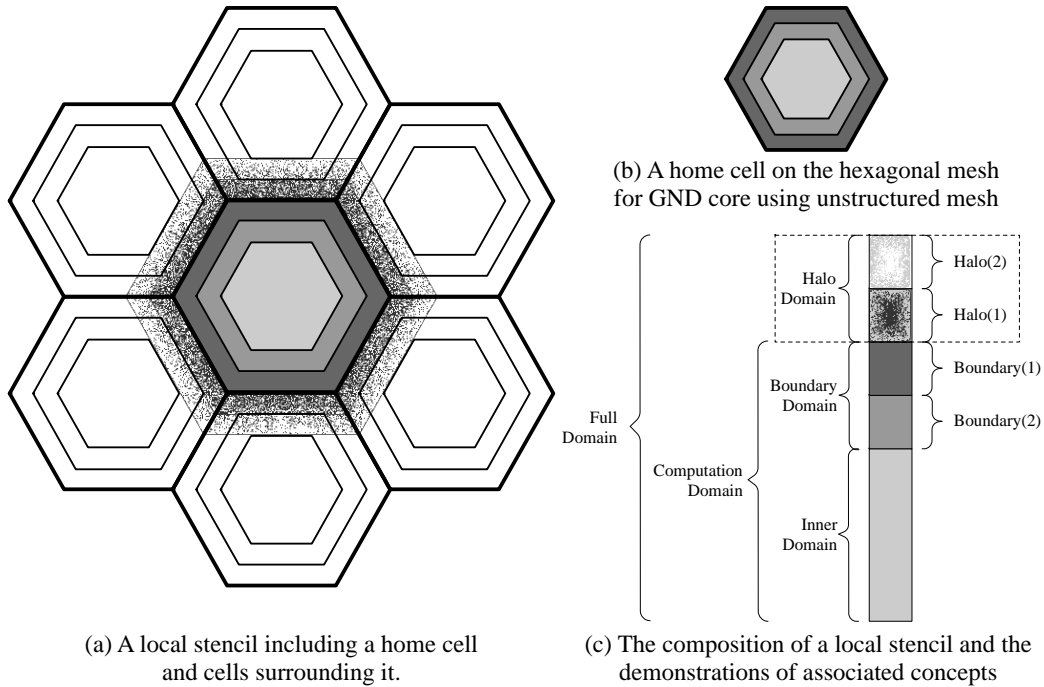 (b) A home cell on the hexagonal mesh
for GND core using unstructured mesh
Halo
Domain
Halo(2)
Halo(1)
Boundary
Domain
Boundary(1)
Boundary(2)
Full
Domain
Computation
Domain
Inner
Domain
(a) A local stencil including a home cell
and cells surrounding it.
(c) The composition of a local stencil and the
demonstrations of associated concepts